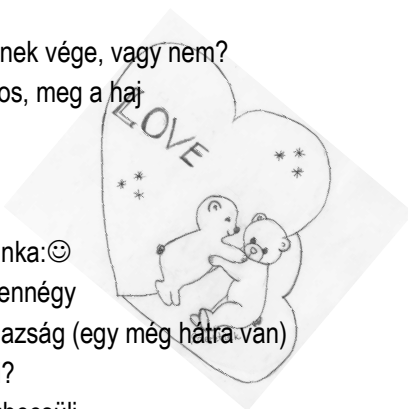 nek vége, vagy nem?
os, meg a haj
LOVE
nka:☺
ennégy
azság (egy még hátra van)
?